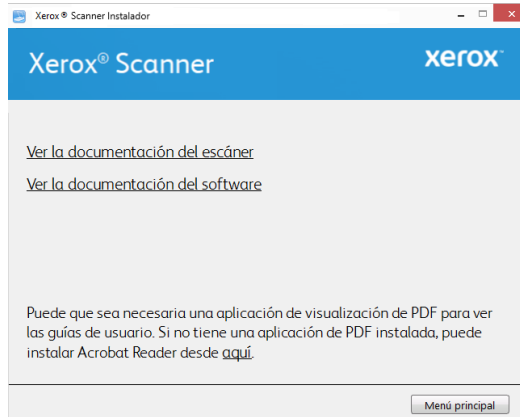 Xerox® Scanner Instalador
Xerox® Scanner
xerox™
Ver la documentación del escáner
Ver la documentación del software
Puede que sea necesaria una aplicación de visualización de PDF para ver
las guías de usuario. Si no tiene una aplicación de PDF instalada, puede
instalar Acrobat Reader desde aquí.
Menú principal